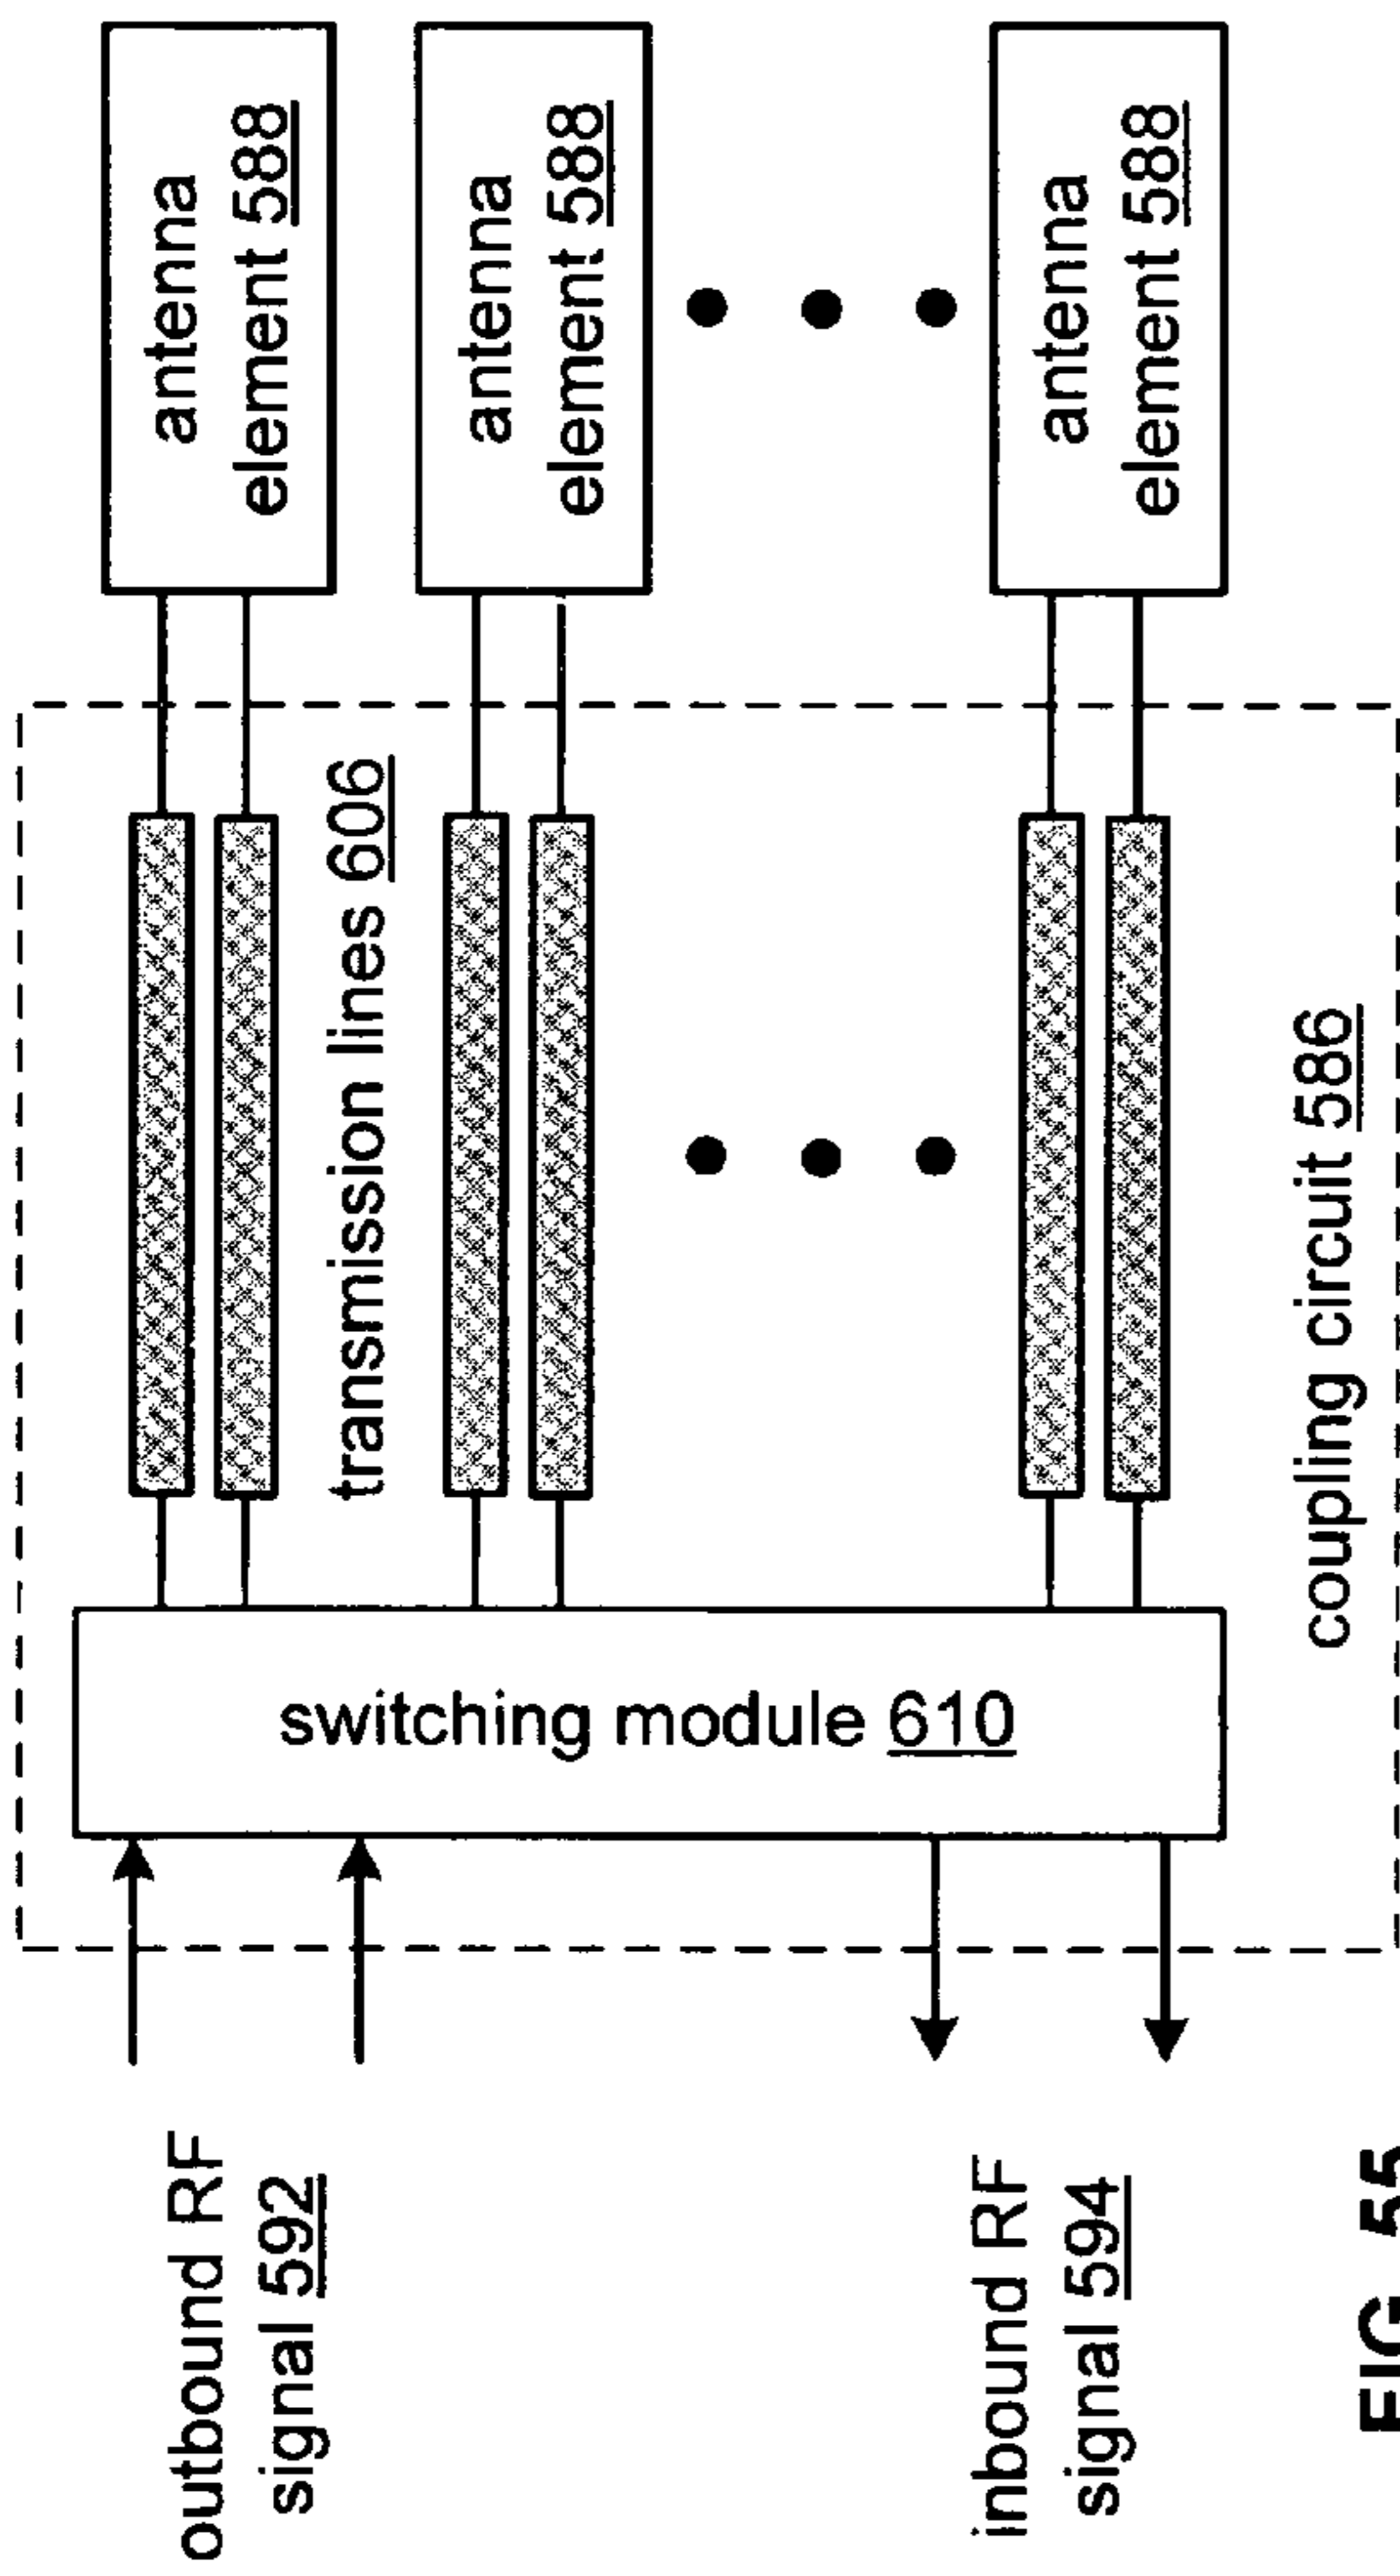 outbound RF
signal 592
inbound RF
signal 594
switching module 610
transmission lines 606
coupling circuit 586
antenna
element 588
antenna
element 588
antenna
element 588
FIG. 55